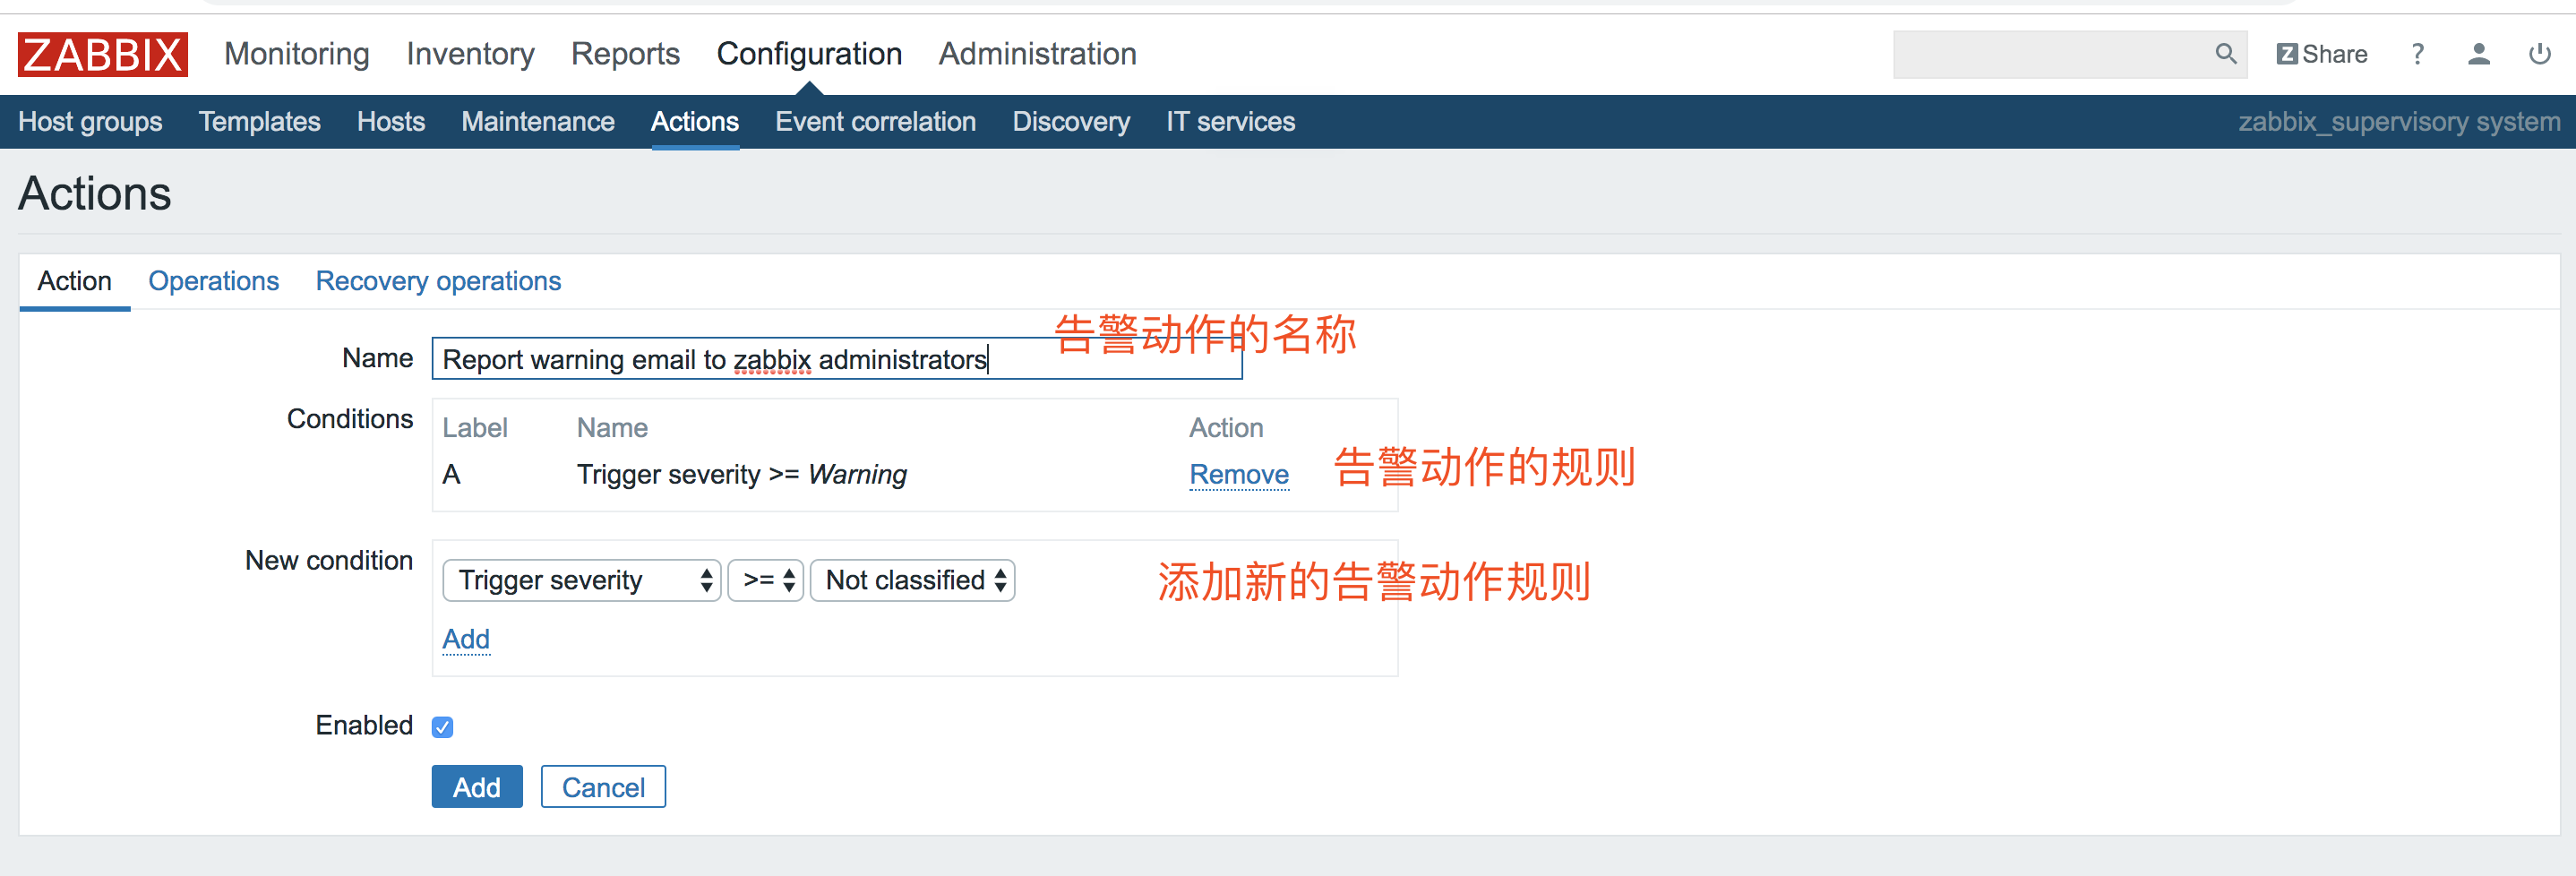 ZABBIX Monitoring Inventory Reports Configuration Administration Z Share ?
Host groups Templates Hosts Maintenance Actions Event correlation Discovery IT services zabbix_supervisory system
Actions
Action Operations Recovery operations
告警动作的名称
Name Report warning email to zabbix administrators
Conditions Label Name Action
A Trigger severity >= Warning Remove 告警动作的规则
New condition Trigger severity >= Not classified 添加新的告警动作规则
Add
Enabled
Add Cancel